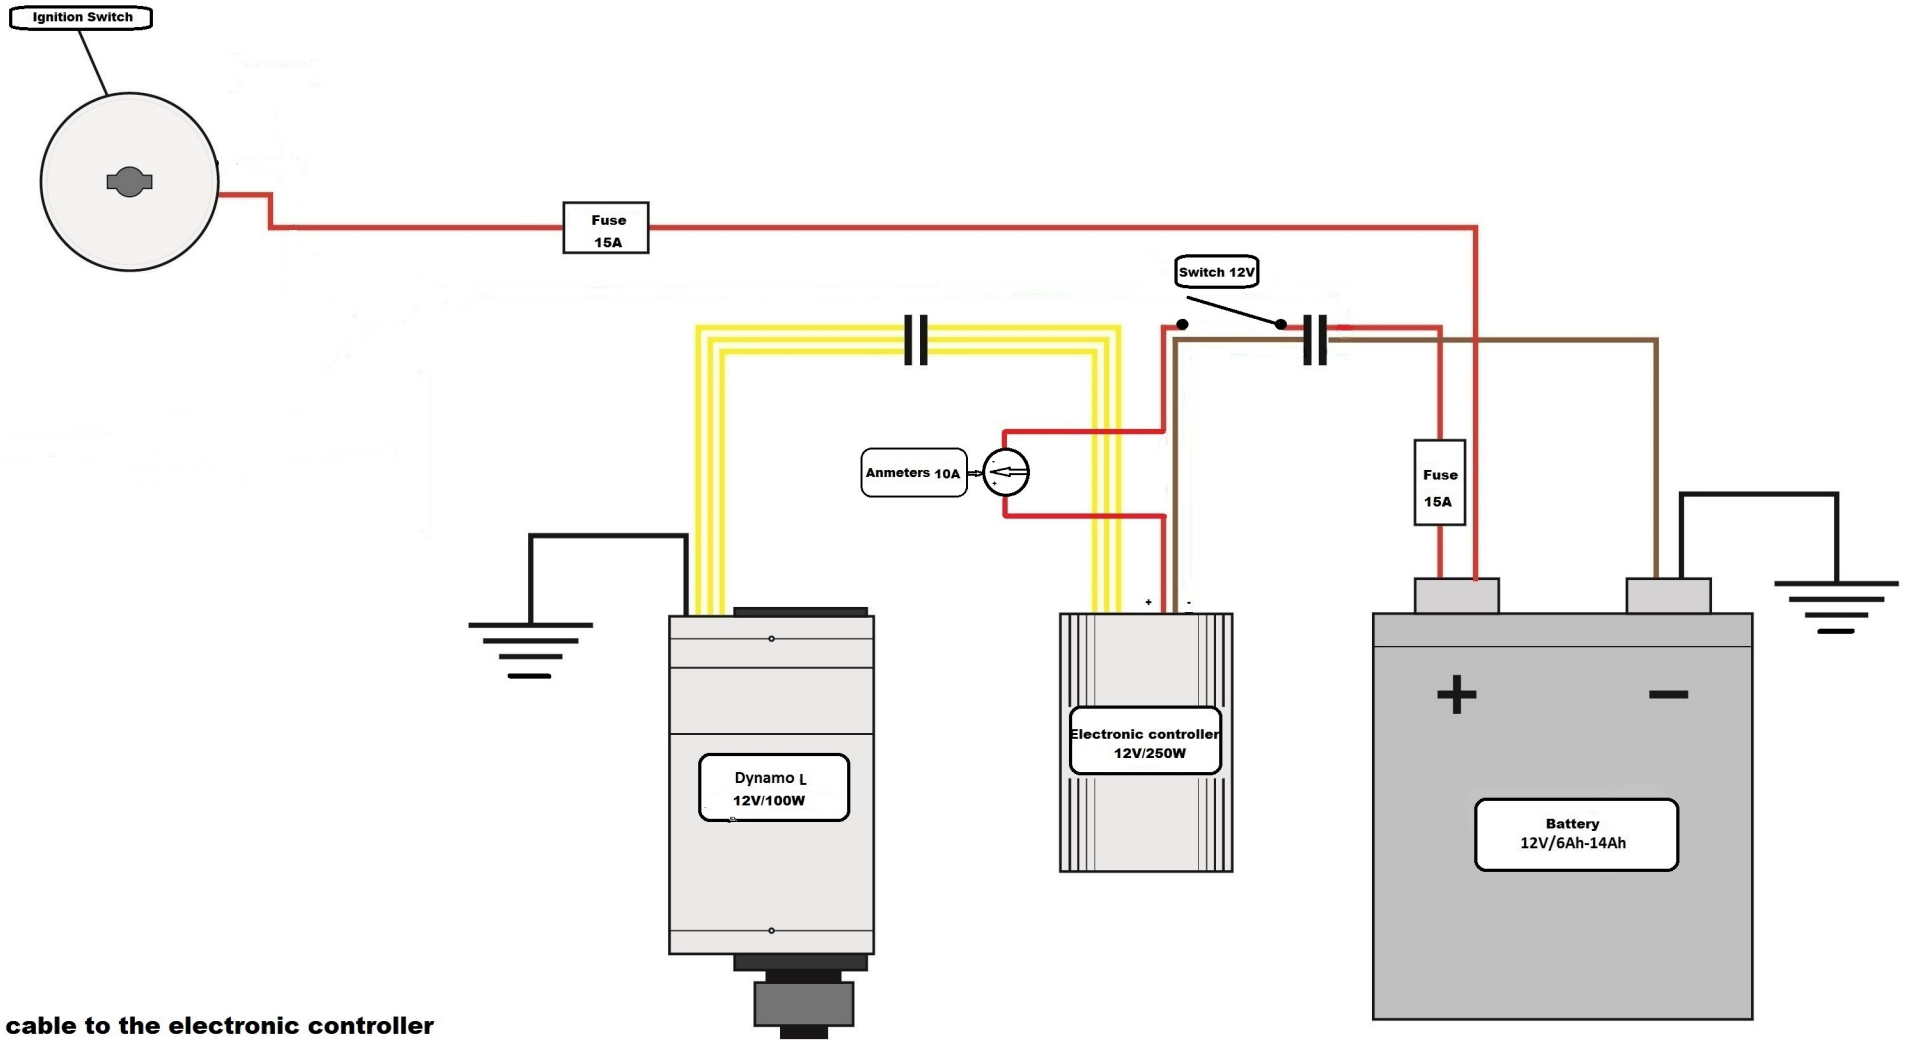 Ignition Switch
Fuse
15A
Switch 12V
Anmeters 10A
-
+
Fuse
15A
+ -
Electronic controller
12V/250W
Dynamo L
12V/100W
+ −
Battery
12V/6Ah-14Ah
cable to the electronic controller